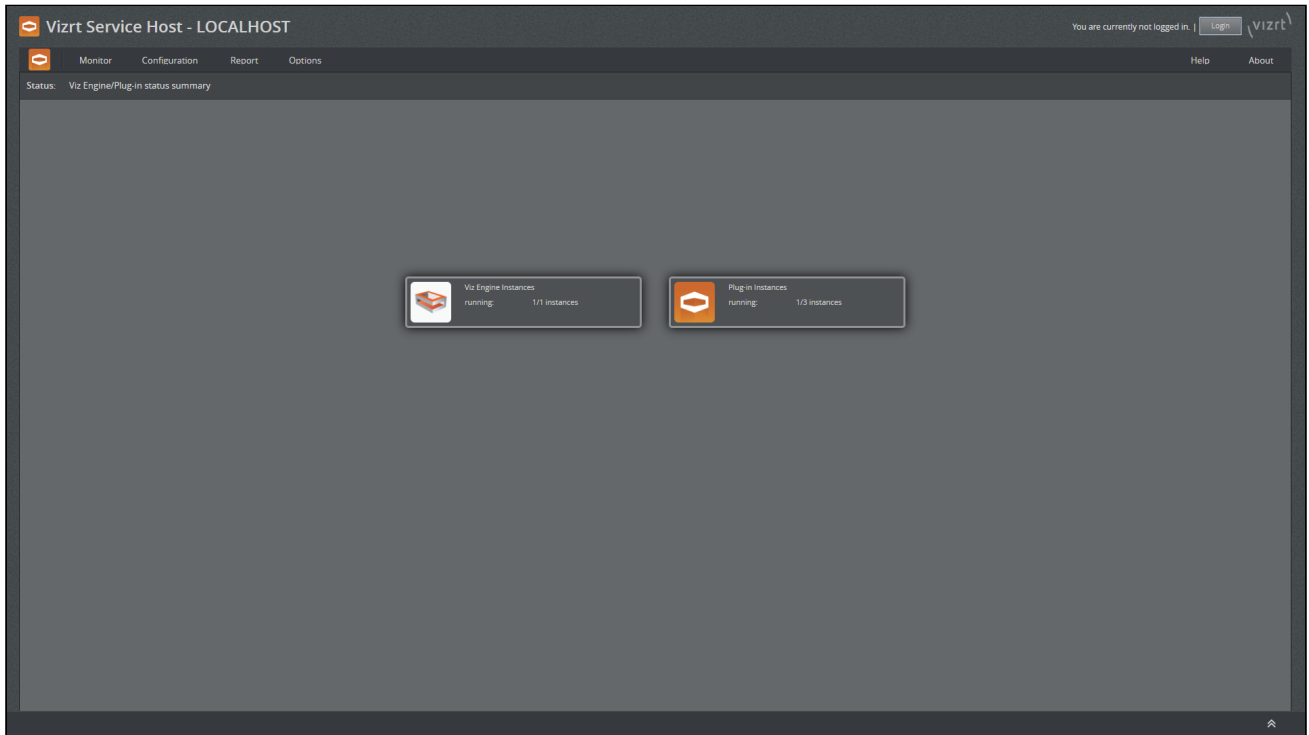 Vizrt Service Host - LOCALHOST
You are currently not logged in. | Login
vizrt
Monitor Configuration Report Options Help About
Status: Viz Engine/Plug-in status summary
Viz Engine Instances
running: 1/1 instances
Plug-in Instances
running: 1/3 instances